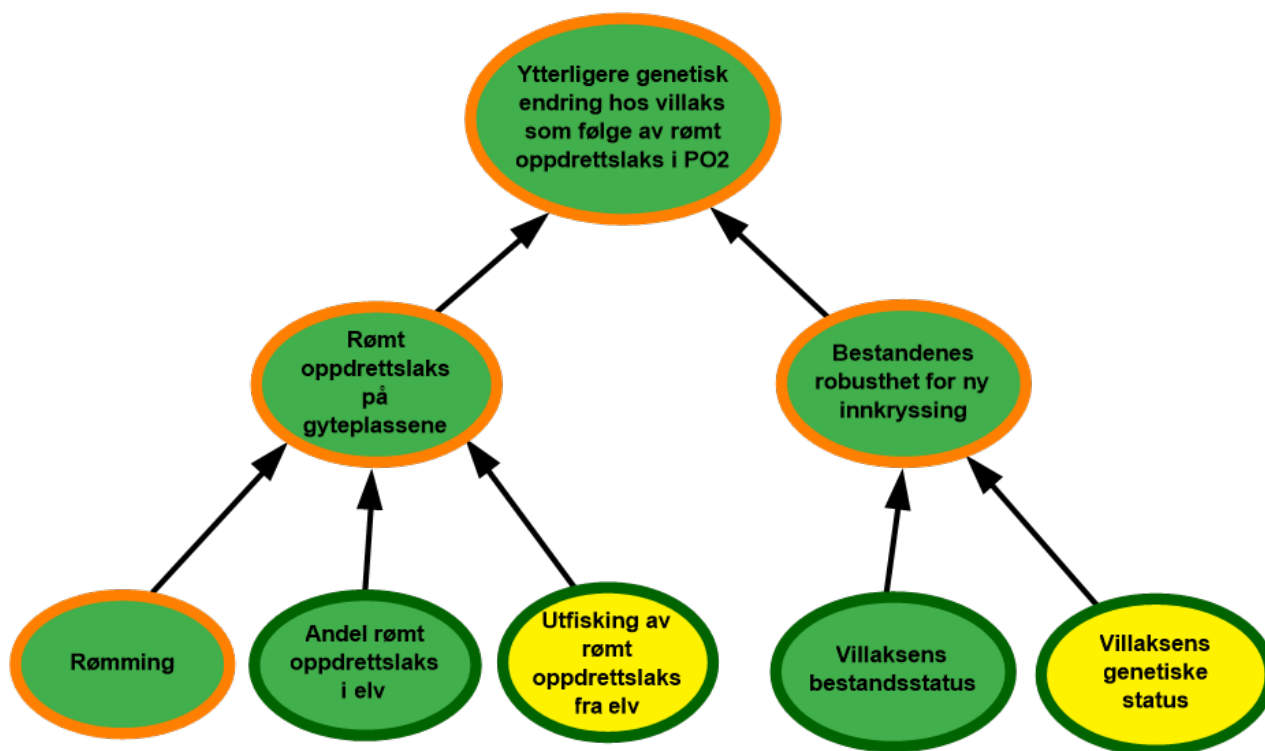 Ytterligere genetisk
endring hos villaks
som følge av rømt
oppdrettslaks i PO2
Rømt
oppdrettslaks
på
gyteplassene
Bestandenes
robusthet for ny
innkryssing
Rømming
Andel rømt
oppdrettslaks
i elv
Utfisking av
rømt
oppdrettslaks
fra elv
Villaksens
bestandsstatus
Villaksens
genetiske
status